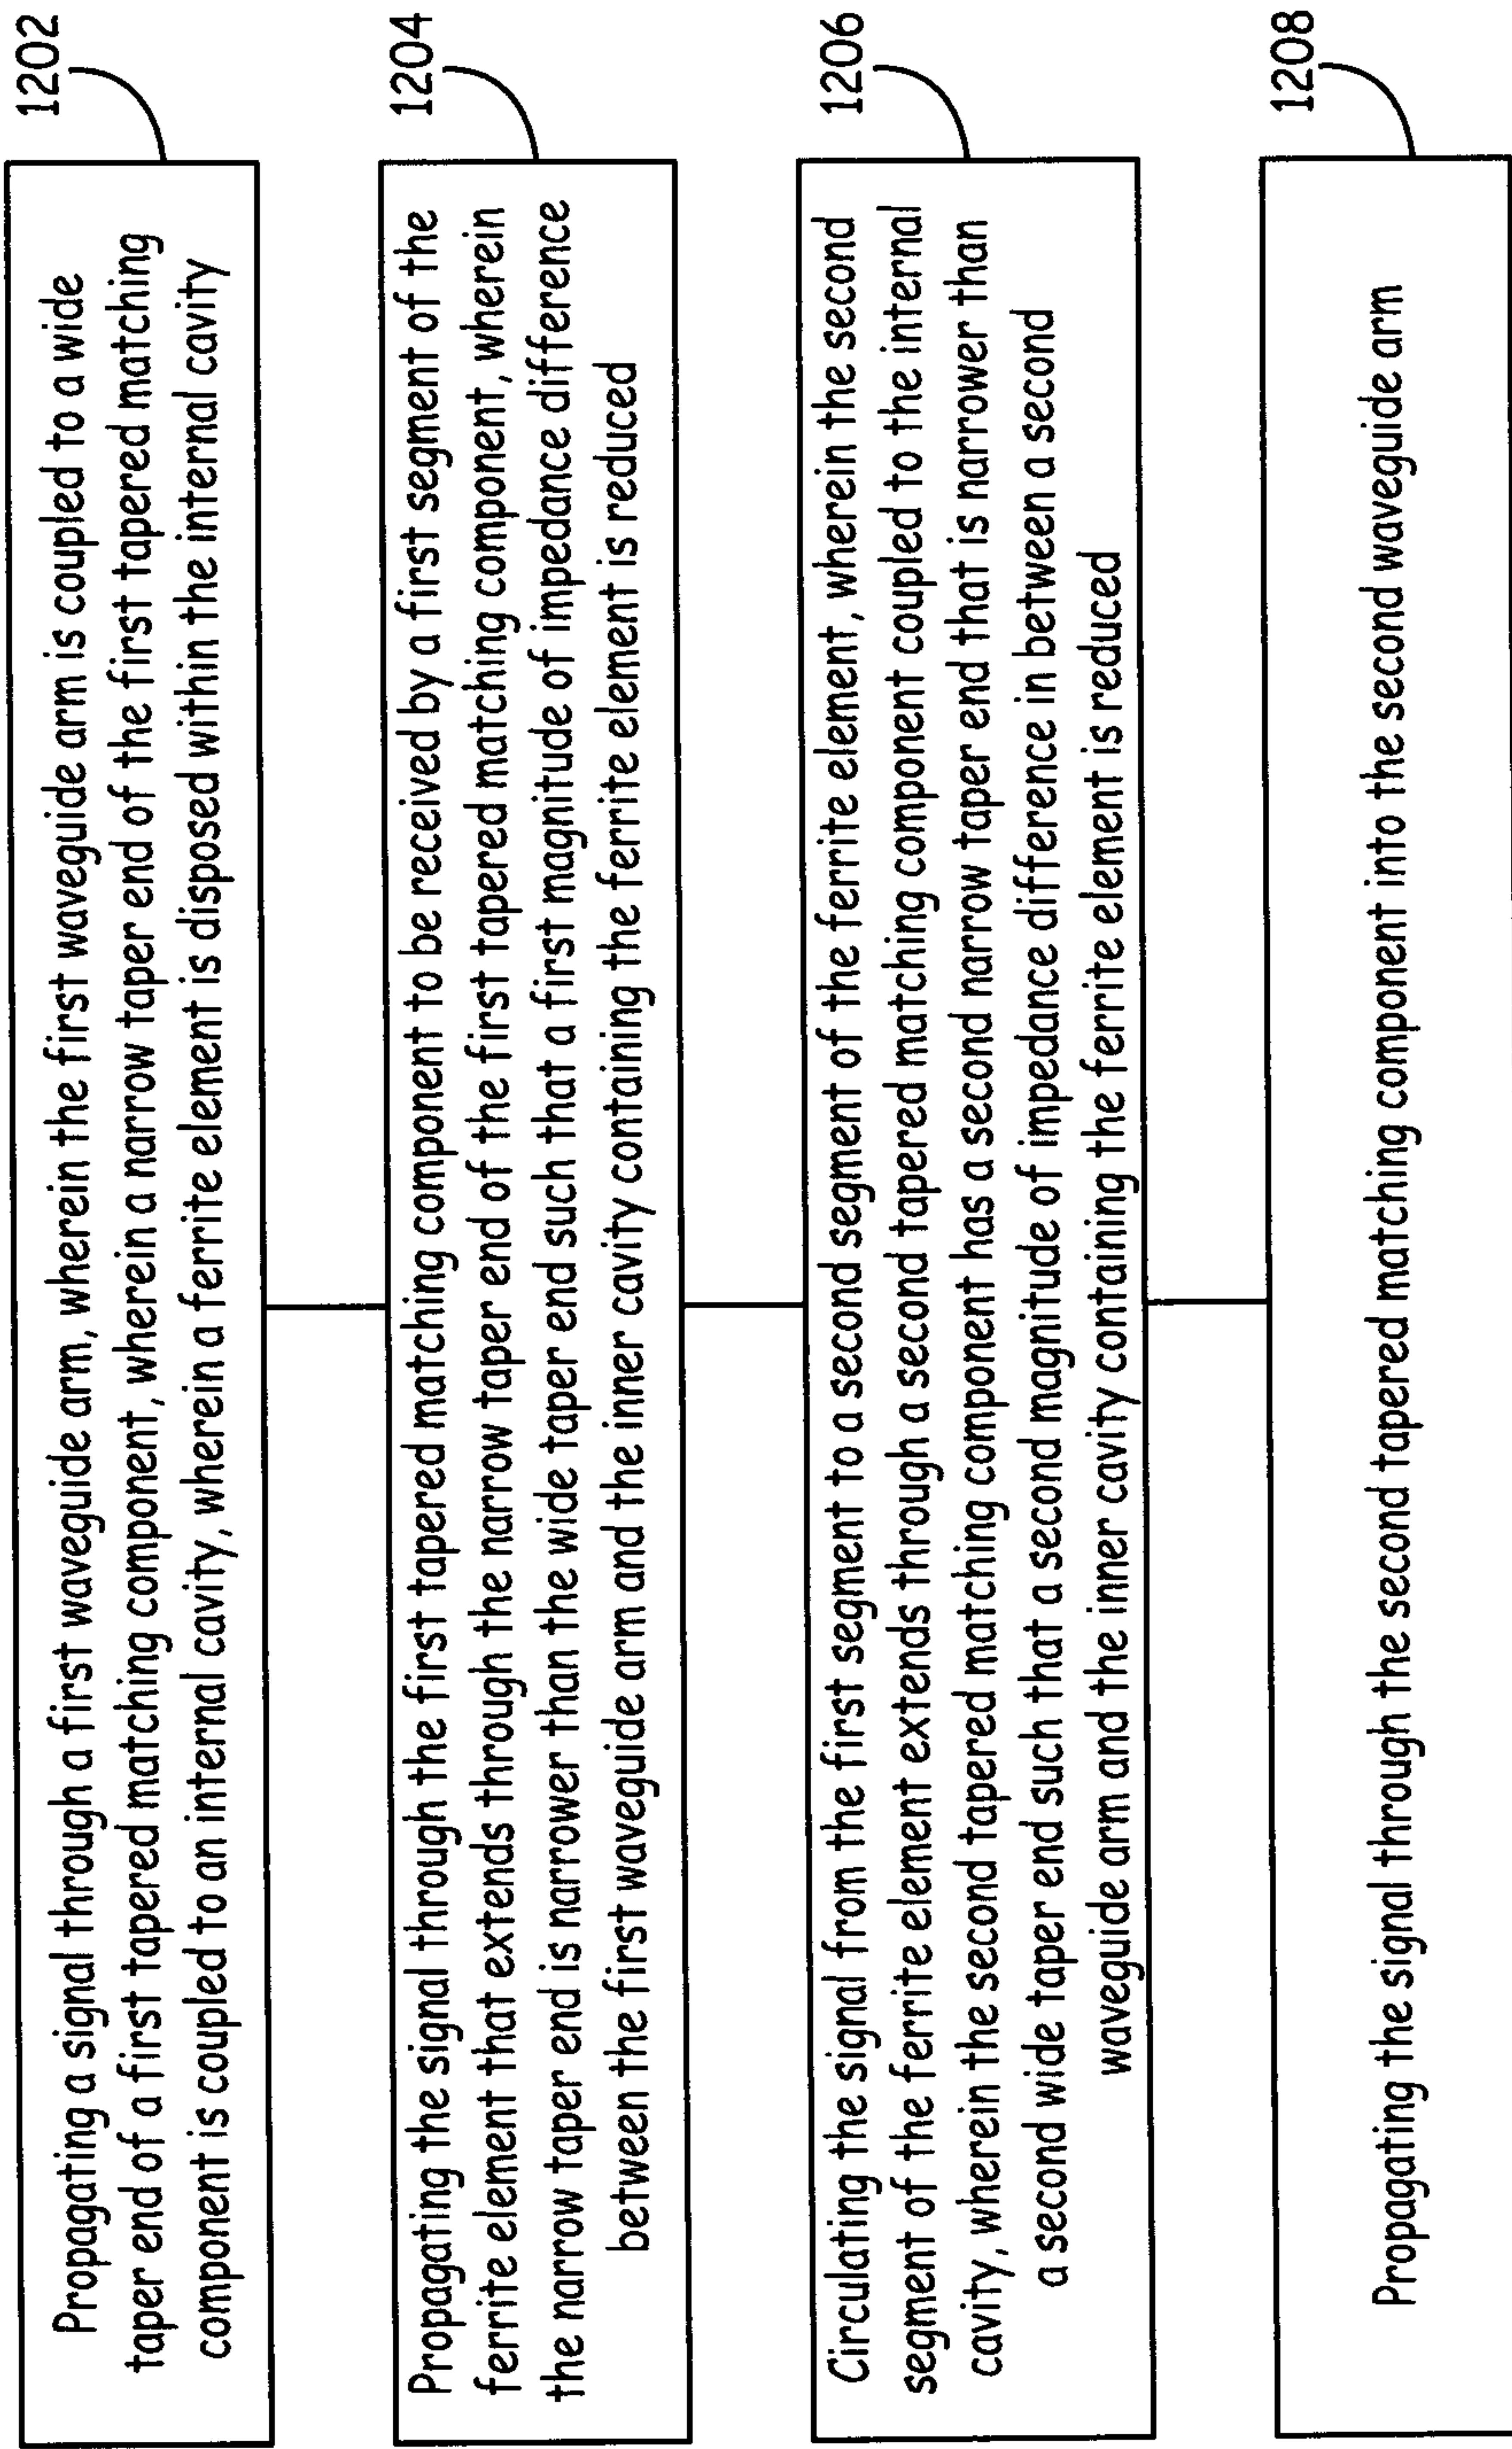 1202
Propagating a signal through a first waveguide arm, wherein the first waveguide arm is coupled to a wide
taper end of a first tapered matching component, wherein a narrow taper end of the first tapered matching
component is coupled to an internal cavity, wherein a ferrite element is disposed within the internal cavity
1204
Propagating the signal through the first tapered matching component to be received by a first segment of the
ferrite element that extends through the narrow taper end of the first tapered matching component, wherein
the narrow taper end is narrower than the wide taper end such that a first magnitude of impedance difference
between the first waveguide arm and the inner cavity containing the ferrite element is reduced
1206
Circulating the signal from the first segment to a second segment of the ferrite element, wherein the second
segment of the ferrite element extends through a second tapered matching component coupled to the internal
cavity, wherein the second tapered matching component has a second narrow taper end that is narrower than
a second wide taper end such that a second magnitude of impedance difference in between a second
waveguide arm and the inner cavity containing the ferrite element is reduced
1208
Propagating the signal through the second tapered matching component into the second waveguide arm